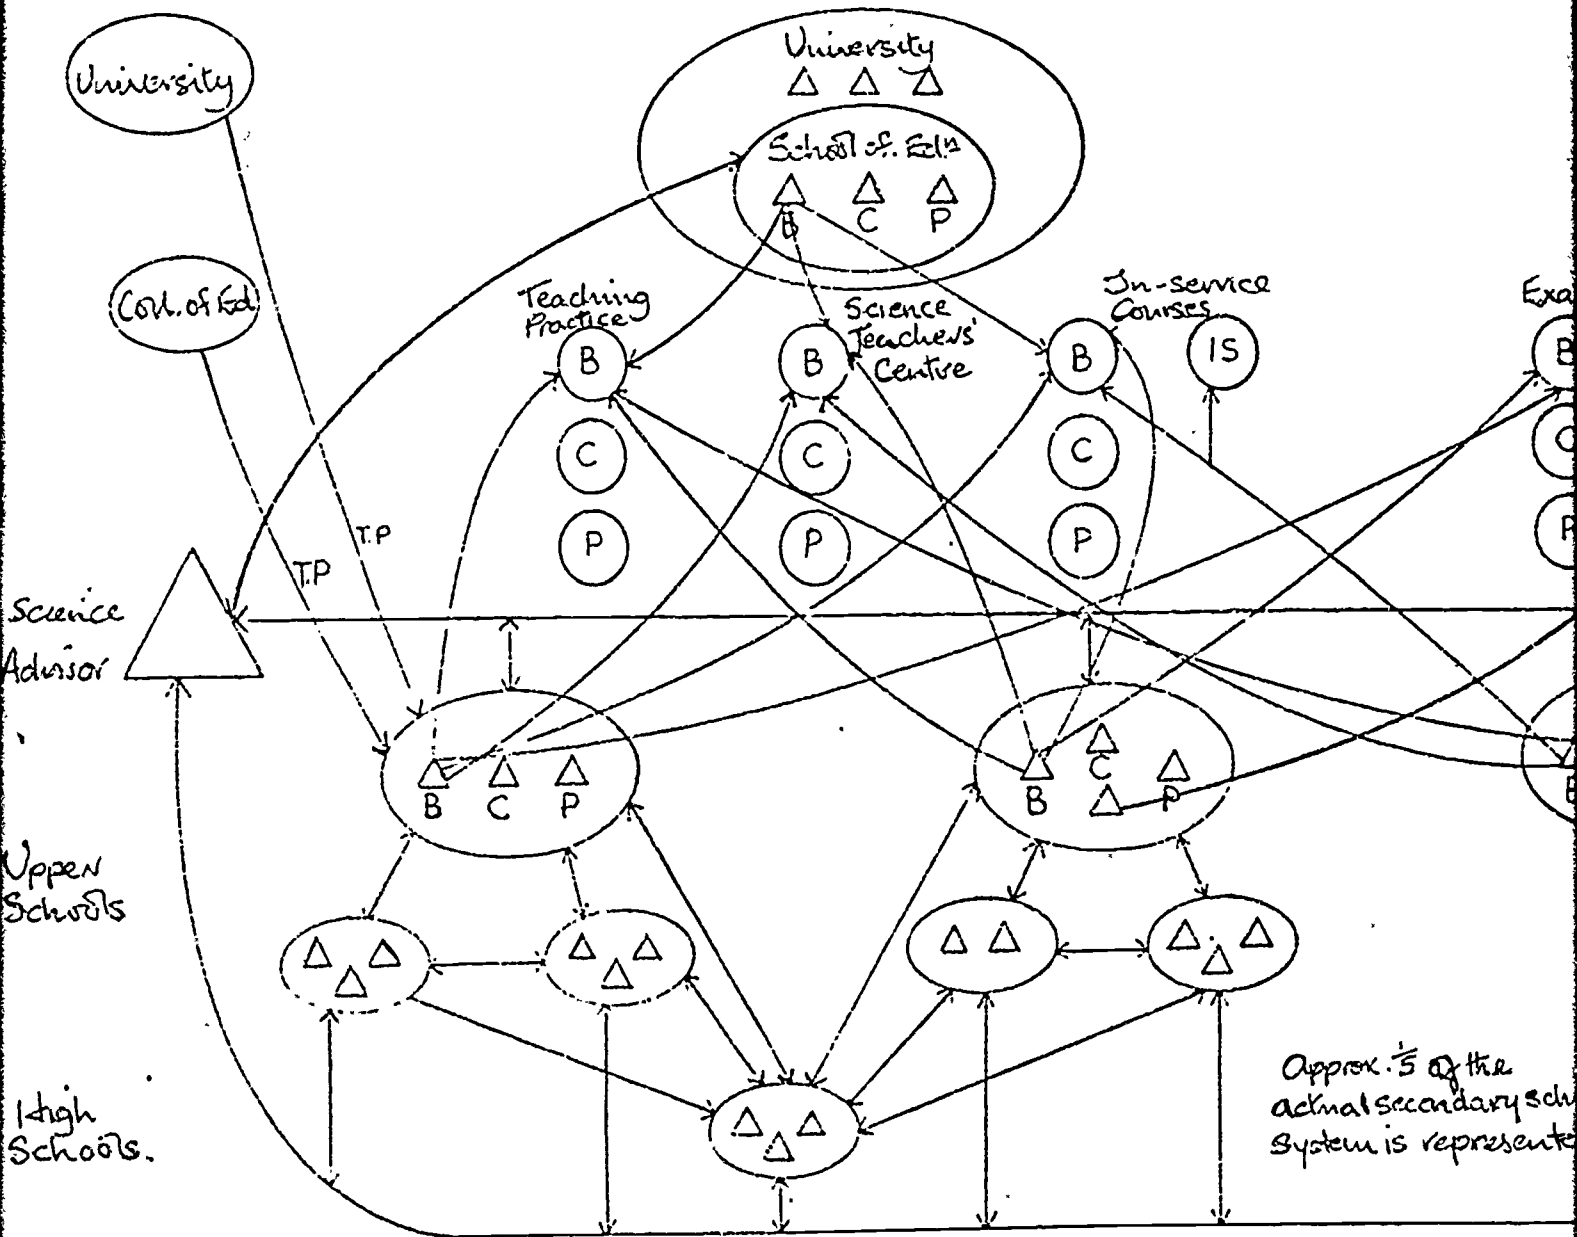 University
University
School of. Edⁿ
B C P
Coll. of Ed
Teaching
Practice
Science
Teachers'
Centre
In-service
Courses
Exa
B
B
B
IS
B
C
C
C
C
P
P
P
P
T.P
T.P
Science
Advisor
B C P
B C P
B
Upper
Schools
High
Schools.
Approx. 1/5 of the
actual secondary sch
system is represente